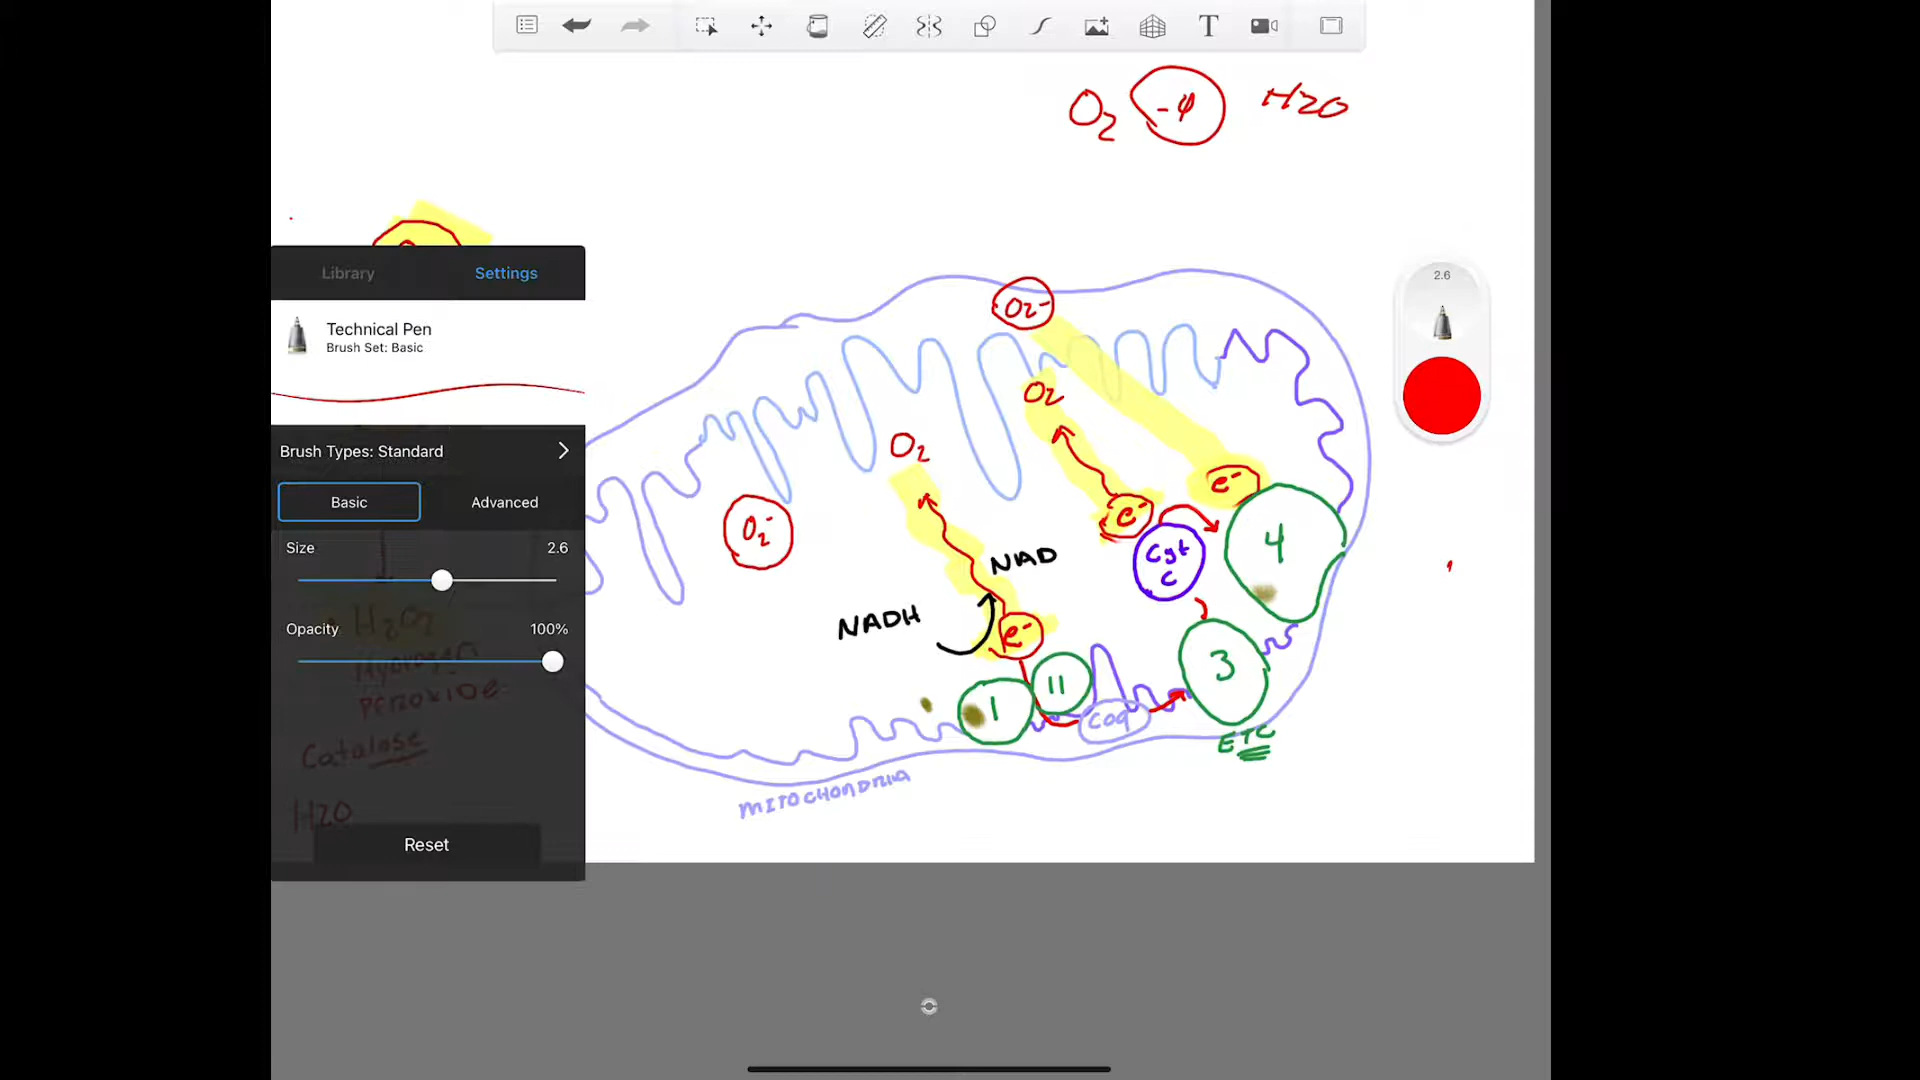 T
O2 -4 H2O
2.6
Library Settings
Technical Pen
Brush Set: Basic
Brush Types: Standard
Basic Advanced
Size 2.6
Opacity 100%
H2O2
Hydrogen
Peroxide
Catalase
H2O
Reset
O2-
O2
O2
O2-
e-
e-
Cyt
C
4
NAD
NADH
e-
3
I
II
COQ
ETC
MITOCHONDRIA